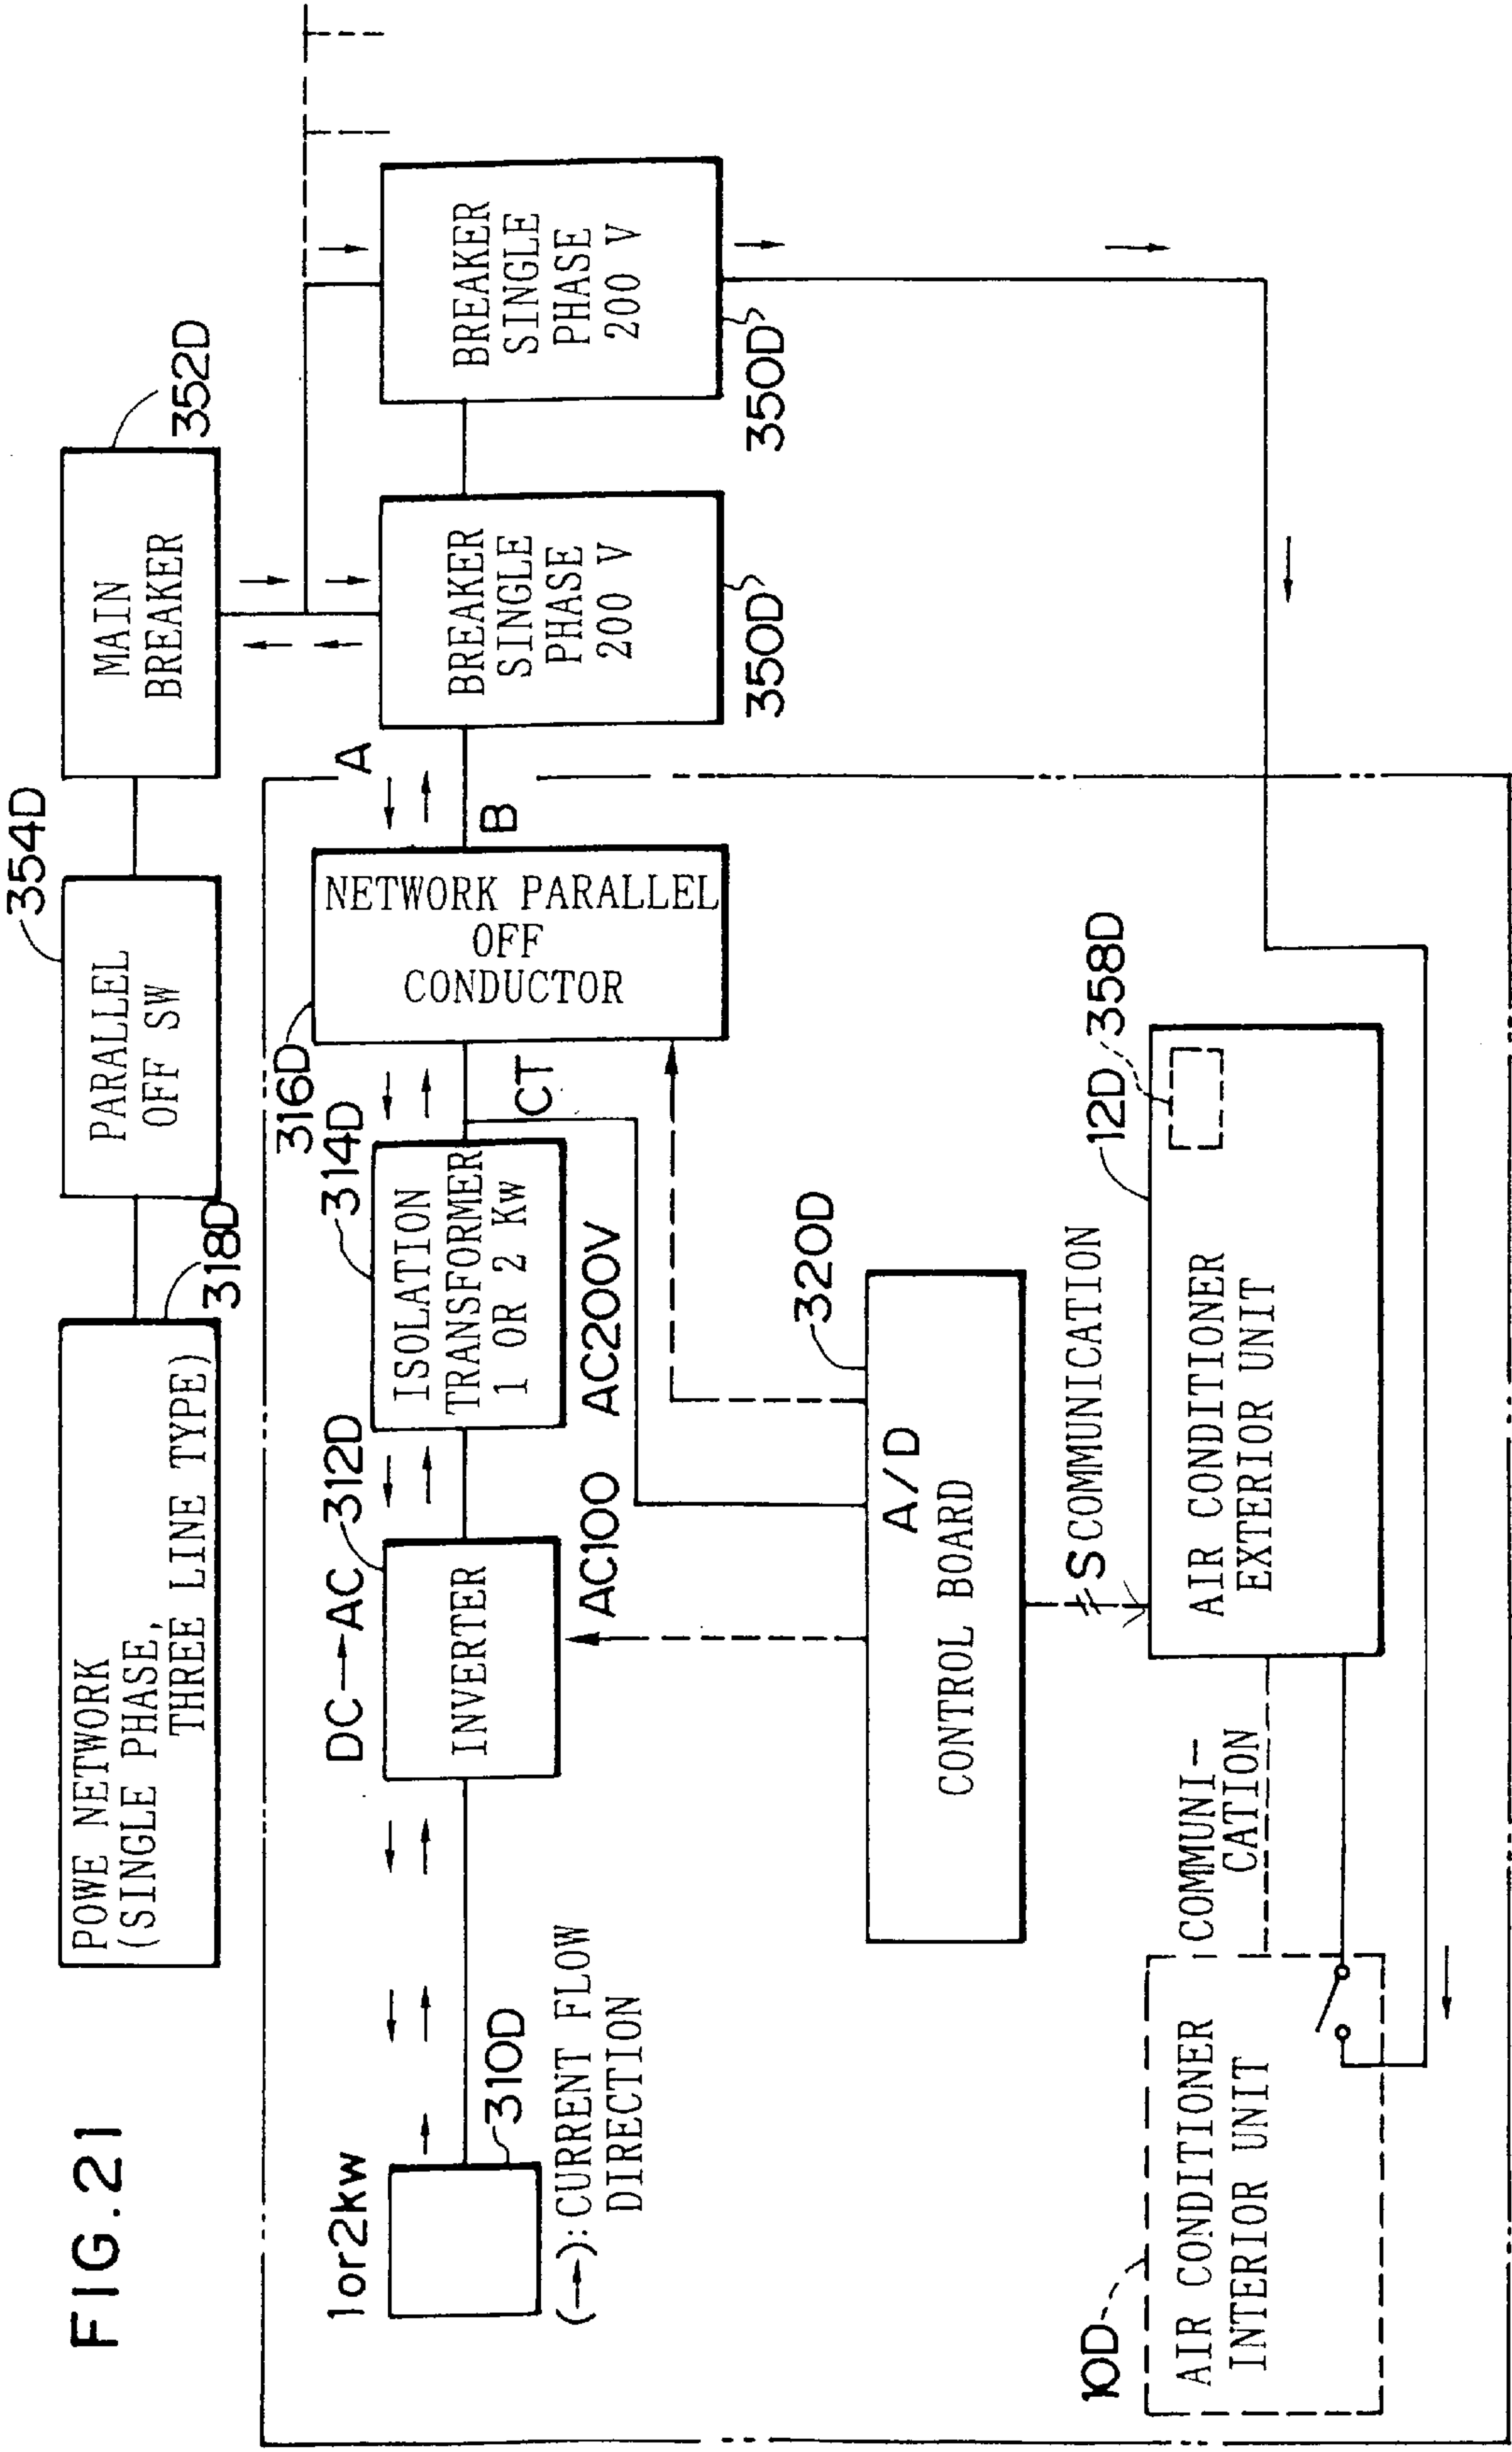 FIG.21
POWE NETWORK
(SINGLE PHASE,
THREE LINE TYPE)
318D
PARALLEL
OFF SW
354D
MAIN
BREAKER
352D
1or2kw
310D
(→):CURRENT FLOW
DIRECTION
DC→AC
312D
INVERTER
AC100
314D
ISOLATION
TRANSFORMER
1 OR 2 Kw
AC200V
CT
316D
NETWORK PARALLEL
OFF
CONDUCTOR
A
B
BREAKER
SINGLE
PHASE
200 V
350D
BREAKER
SINGLE
PHASE
200 V
350D
A/D
CONTROL BOARD
320D
S COMMUNICATION
10D
AIR CONDITIONER
INTERIOR UNIT
COMMUNI-
CATION
AIR CONDITIONER
EXTERIOR UNIT
12D
358D